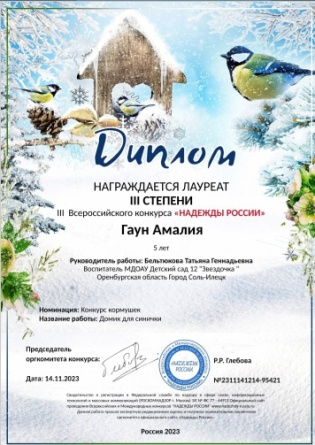 Диплом
НАГРАЖДАЕТСЯ ЛАУРЕАТ
III СТЕПЕНИ
III Всероссийского конкурса «НАДЕЖДЫ РОССИИ»
Гаун Амалия
5 лет
Руководитель работы: Бельтюкова Татьяна Геннадьевна
Воспитатель МДОАУ Детский сад 12 "Звездочка "
Оренбургская область Город Соль-Илецк
Номинация: Конкурс кормушек
Название работы: Домик для синички
Председатель
оргкомитета конкурса:
Р.Р. Глебова
НАДЕЖДЫ РОССИИ
Дата: 14.11.2023
№2311141214-95421
Россия 2023